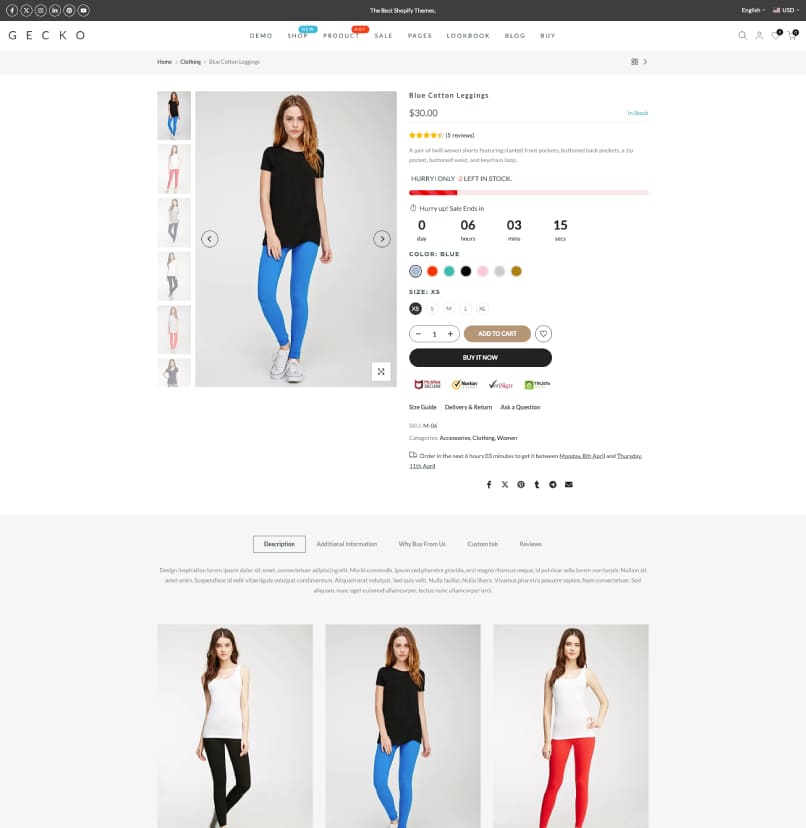 The Best Shopify Themes.
English
USD
GECKO
DEMO
SHOP
NEW
PRODUCT
HOT
SALE
PAGES
LOOKBOOK
BLOG
BUY
0
0
Home > Clothing > Blue Cotton Leggings
Blue Cotton Leggings
$30.00
In Stock
(5 reviews)
A pair of twill woven shorts featuring slanted front pockets, buttoned back pockets, a zip
pocket, buttoned waist, and keychain loop.
HURRY! ONLY -2 LEFT IN STOCK.
Hurry up! Sale Ends in
0 06 03 15
day hours mins secs
COLOR: BLUE
SIZE: XS
XS S M L XL
− 1 +
ADD TO CART
BUY IT NOW
McAfee SECURE
Norton
VeriSign
TRUSTe
Size Guide Delivery & Return Ask a Question
SKU: M-06
Categories: Accessories, Clothing, Women
Order in the next 6 hours 03 minutes to get it between Monday, 8th April and Thursday,
11th April
Description Additional Information Why Buy From Us Custom tab Reviews
Design inspiration lorem ipsum dolor sit amet, consectetuer adipiscing elit. Morbi commodo, ipsum sed pharetra gravida, orci magna rhoncus neque, id pulvinar odio lorem non turpis. Nullam sit
amet enim. Suspendisse id velit vitae ligula volutpat condimentum. Aliquam erat volutpat. Sed quis velit. Nulla facilisi. Nulla libero. Vivamus pharetra posuere sapien. Nam consectetuer. Sed
aliquam, nunc eget euismod ullamcorper, lectus nunc ullamcorper orci.